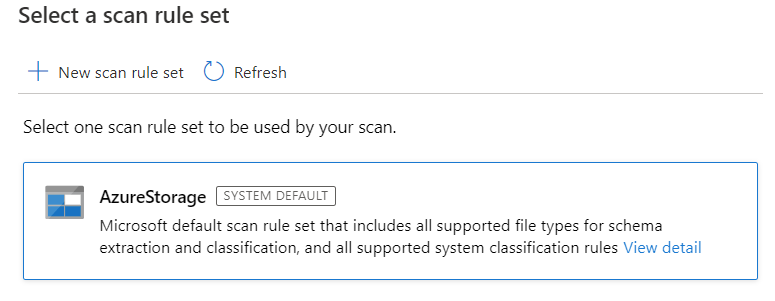 Select a scan rule set
New scan rule set Refresh
Select one scan rule set to be used by your scan.
AzureStorage SYSTEM DEFAULT
Microsoft default scan rule set that includes all supported file types for schema
extraction and classification, and all supported system classification rules View detail